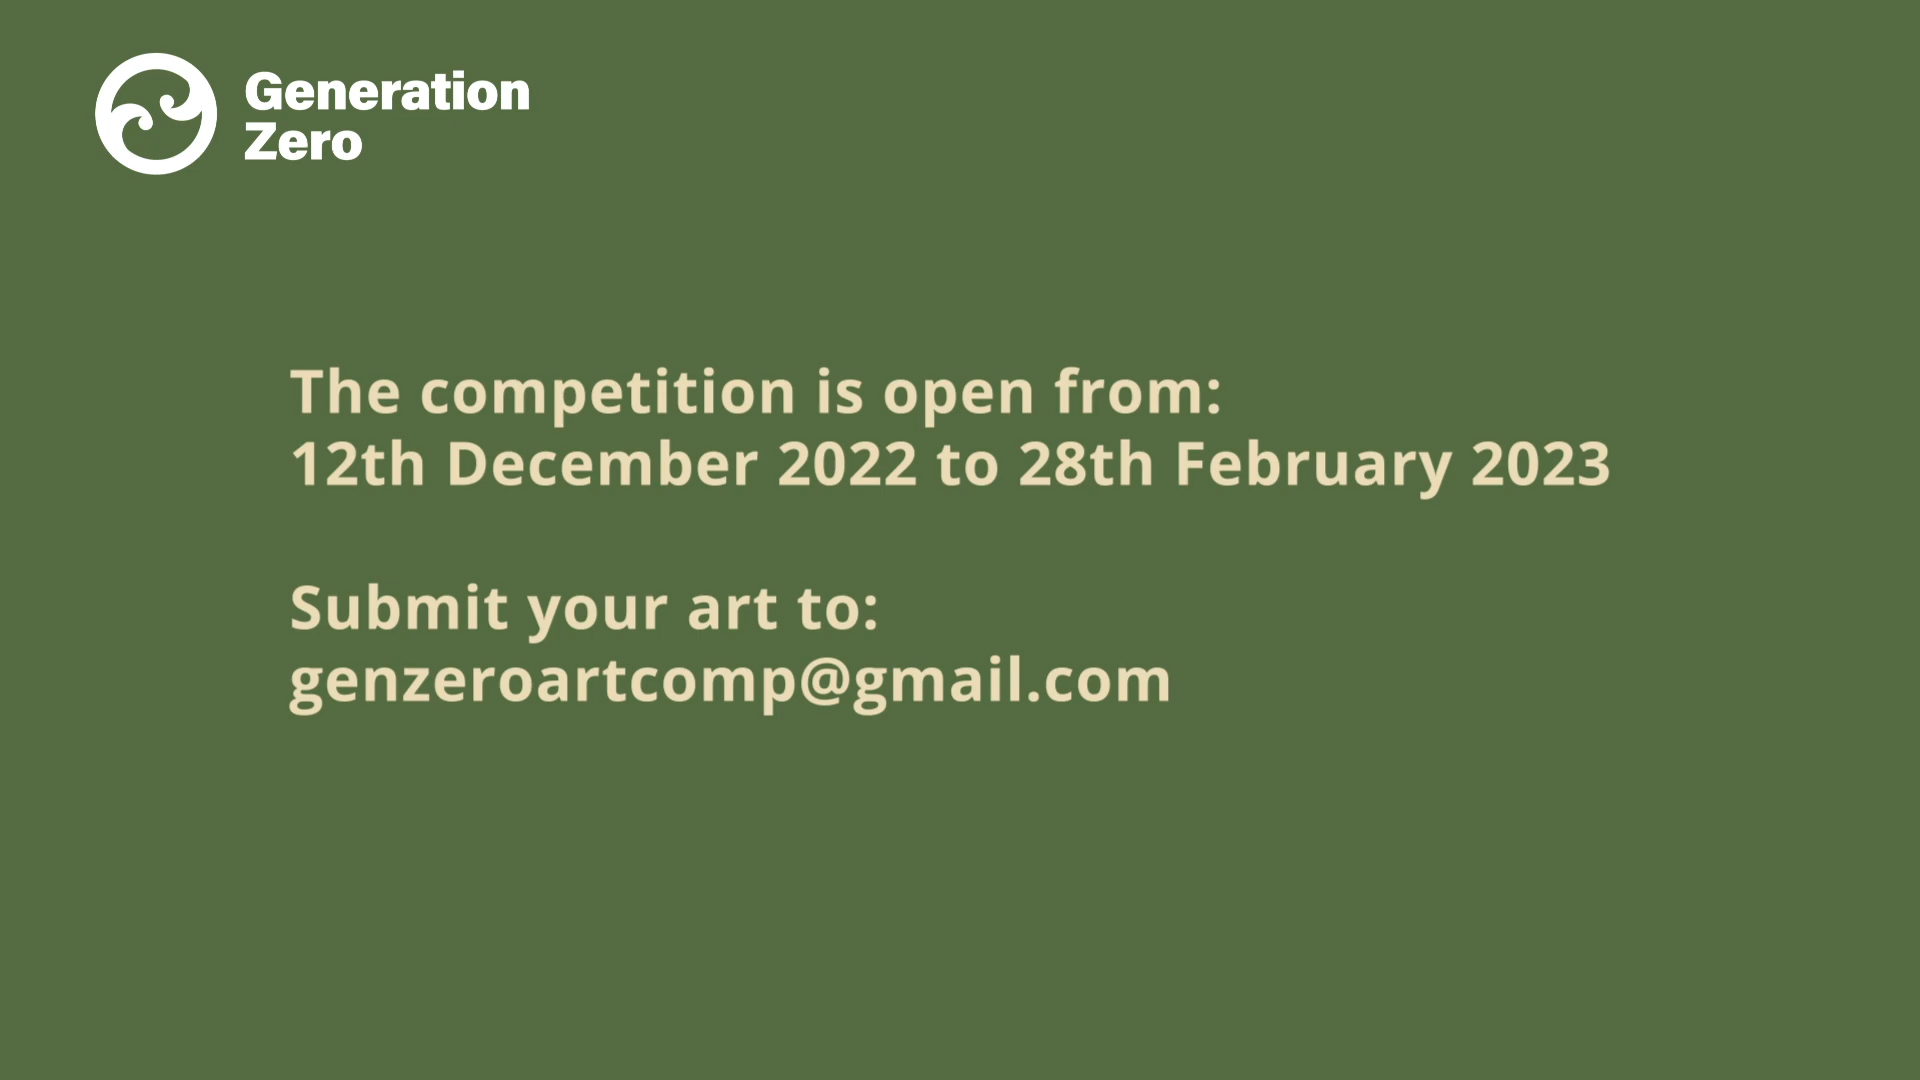 Generation
Zero
The competition is open from:
12th December 2022 to 28th February 2023
Submit your art to:
genzeroartcomp@gmail.com